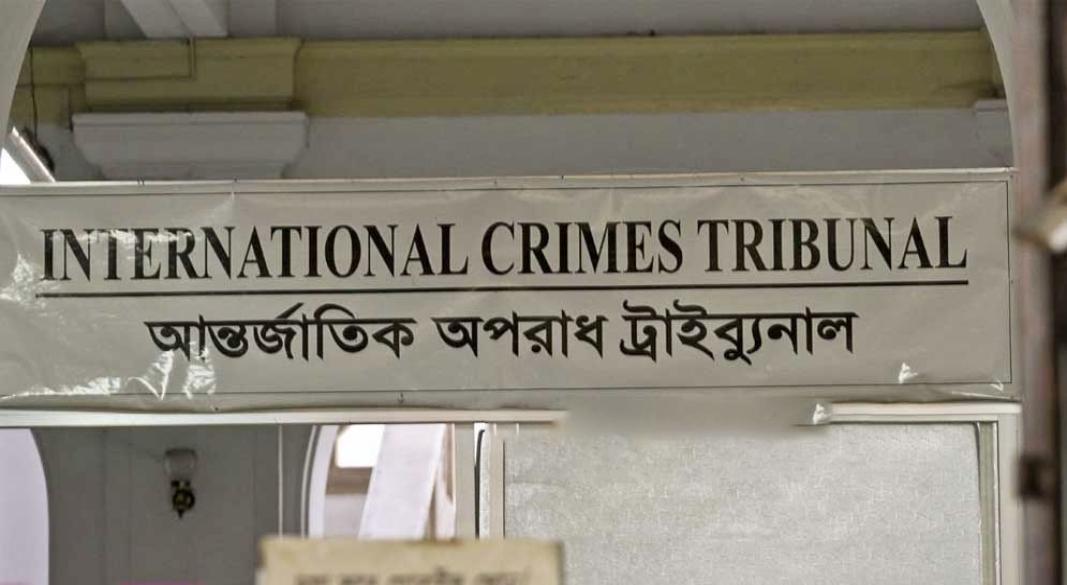 INTERNATIONAL CRIMES TRIBUNAL
আন্তর্জাতিক অপরাধ ট্রাইব্যুনাল